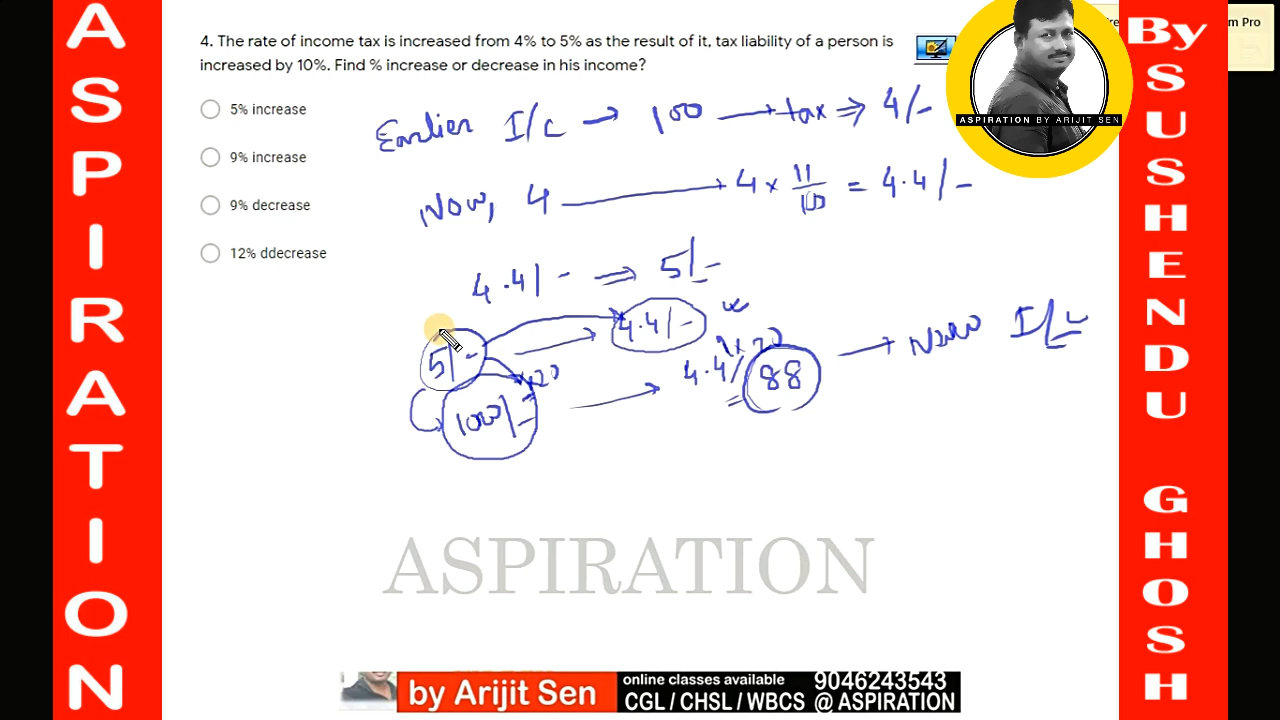 ASPIRATION
4. The rate of income tax is increased from 4% to 5% as the result of it, tax liability of a person is
increased by 10%. Find % increase or decrease in his income?
5% increase
9% increase
9% decrease
12% ddecrease
Earlier I/c → 100 → tax ⇒ 4/-
Now, 4 → 4 × 11/100 = 4.4/-
4.4/- ⇒ 5/-
5/- → 4.4/-
×20
100/- → 4.4/
= 88 → New I/c
ASPIRATION
ASPIRATION BY ARIJIT SEN
m Pro
By SUSHENDU GHOSH
by Arijit Sen
online classes available 9046243543
CGL / CHSL / WBCS @ ASPIRATION